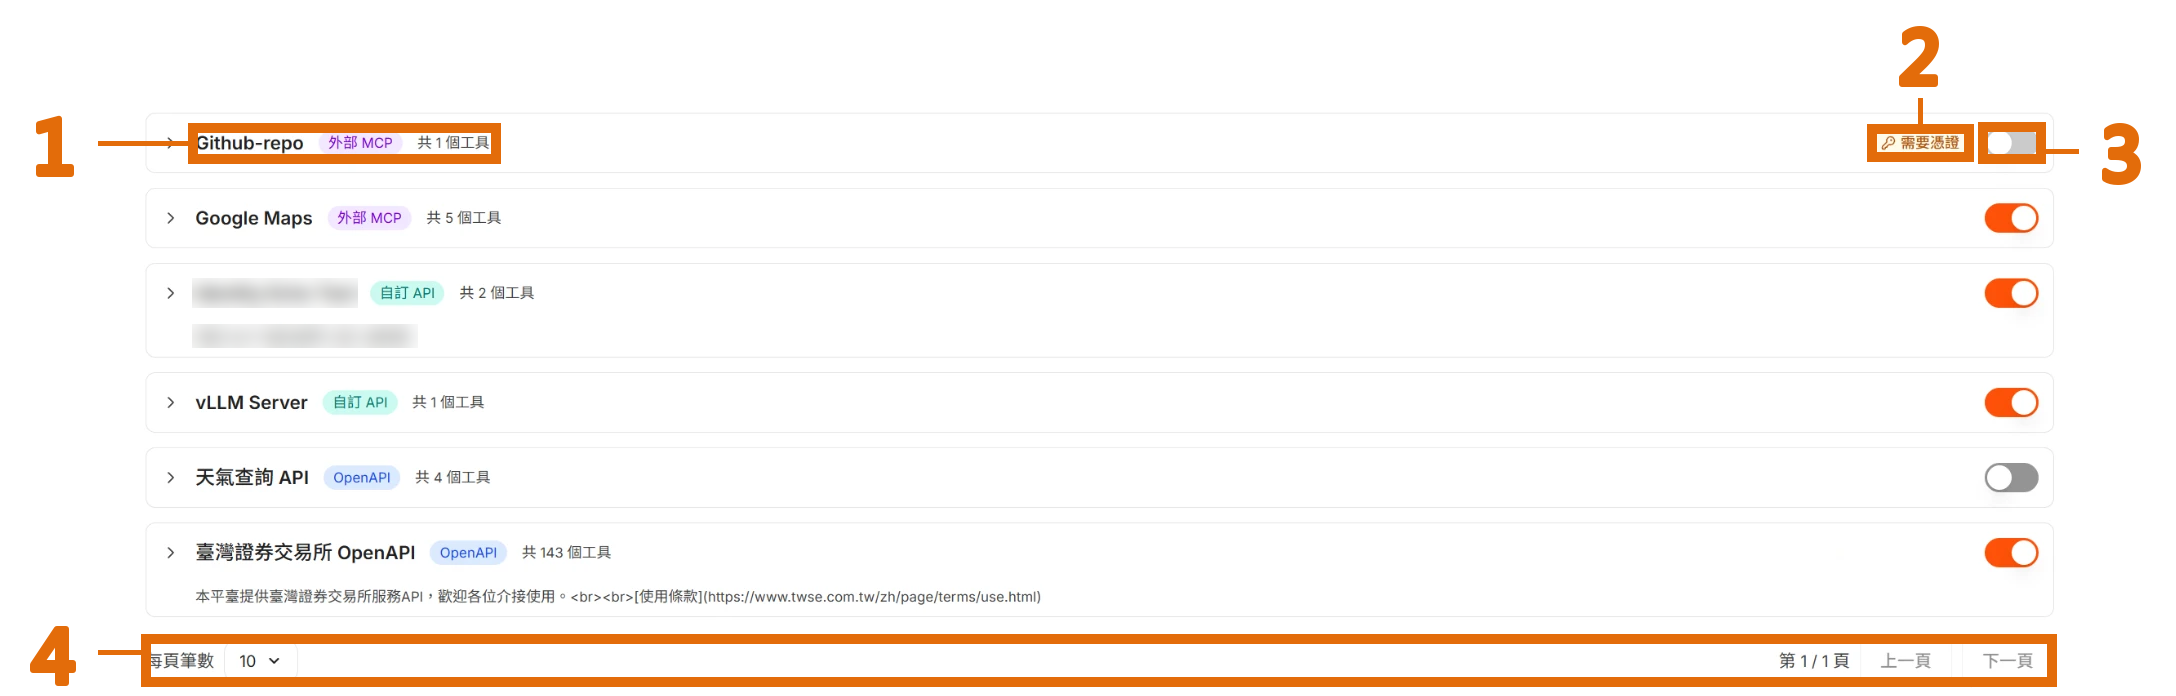 2
1
Github-repo 外部 MCP 共 1 個工具 需要憑證
3
Google Maps 外部 MCP 共 5 個工具
自訂 API 共 2 個工具
vLLM Server 自訂 API 共 1 個工具
天氣查詢 API OpenAPI 共 4 個工具
臺灣證券交易所 OpenAPI OpenAPI 共 143 個工具
本平臺提供臺灣證券交易所服務API，歡迎各位介接使用。<br><br>[使用條款](https://www.twse.com.tw/zh/page/terms/use.html)
4
每頁筆數 10 第 1 / 1 頁 上一頁 下一頁